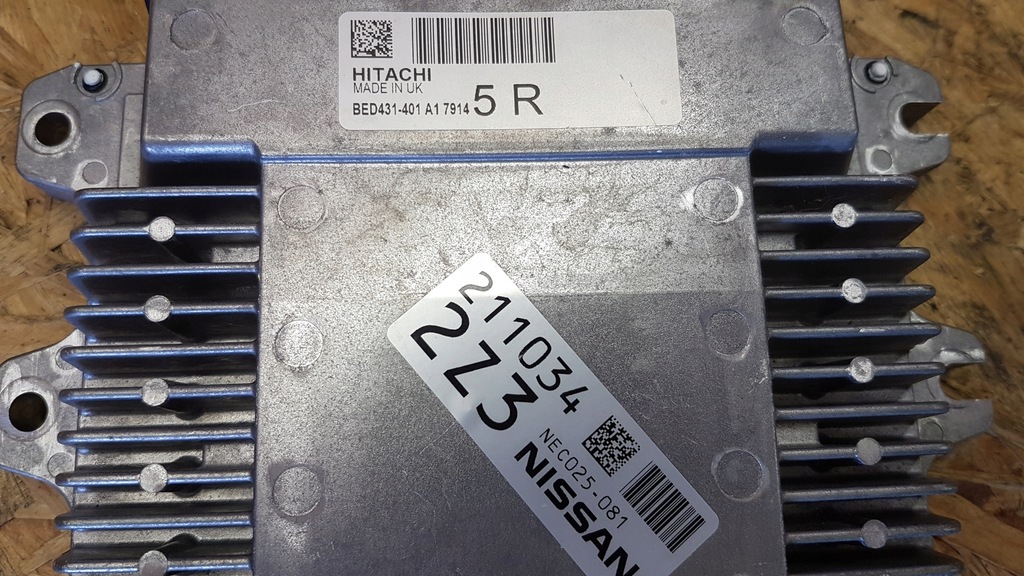 HITACHI
MADE IN UK
BED431-401 A1 7914 5 R
211034
2Z3
NEC025-081
NISSAN